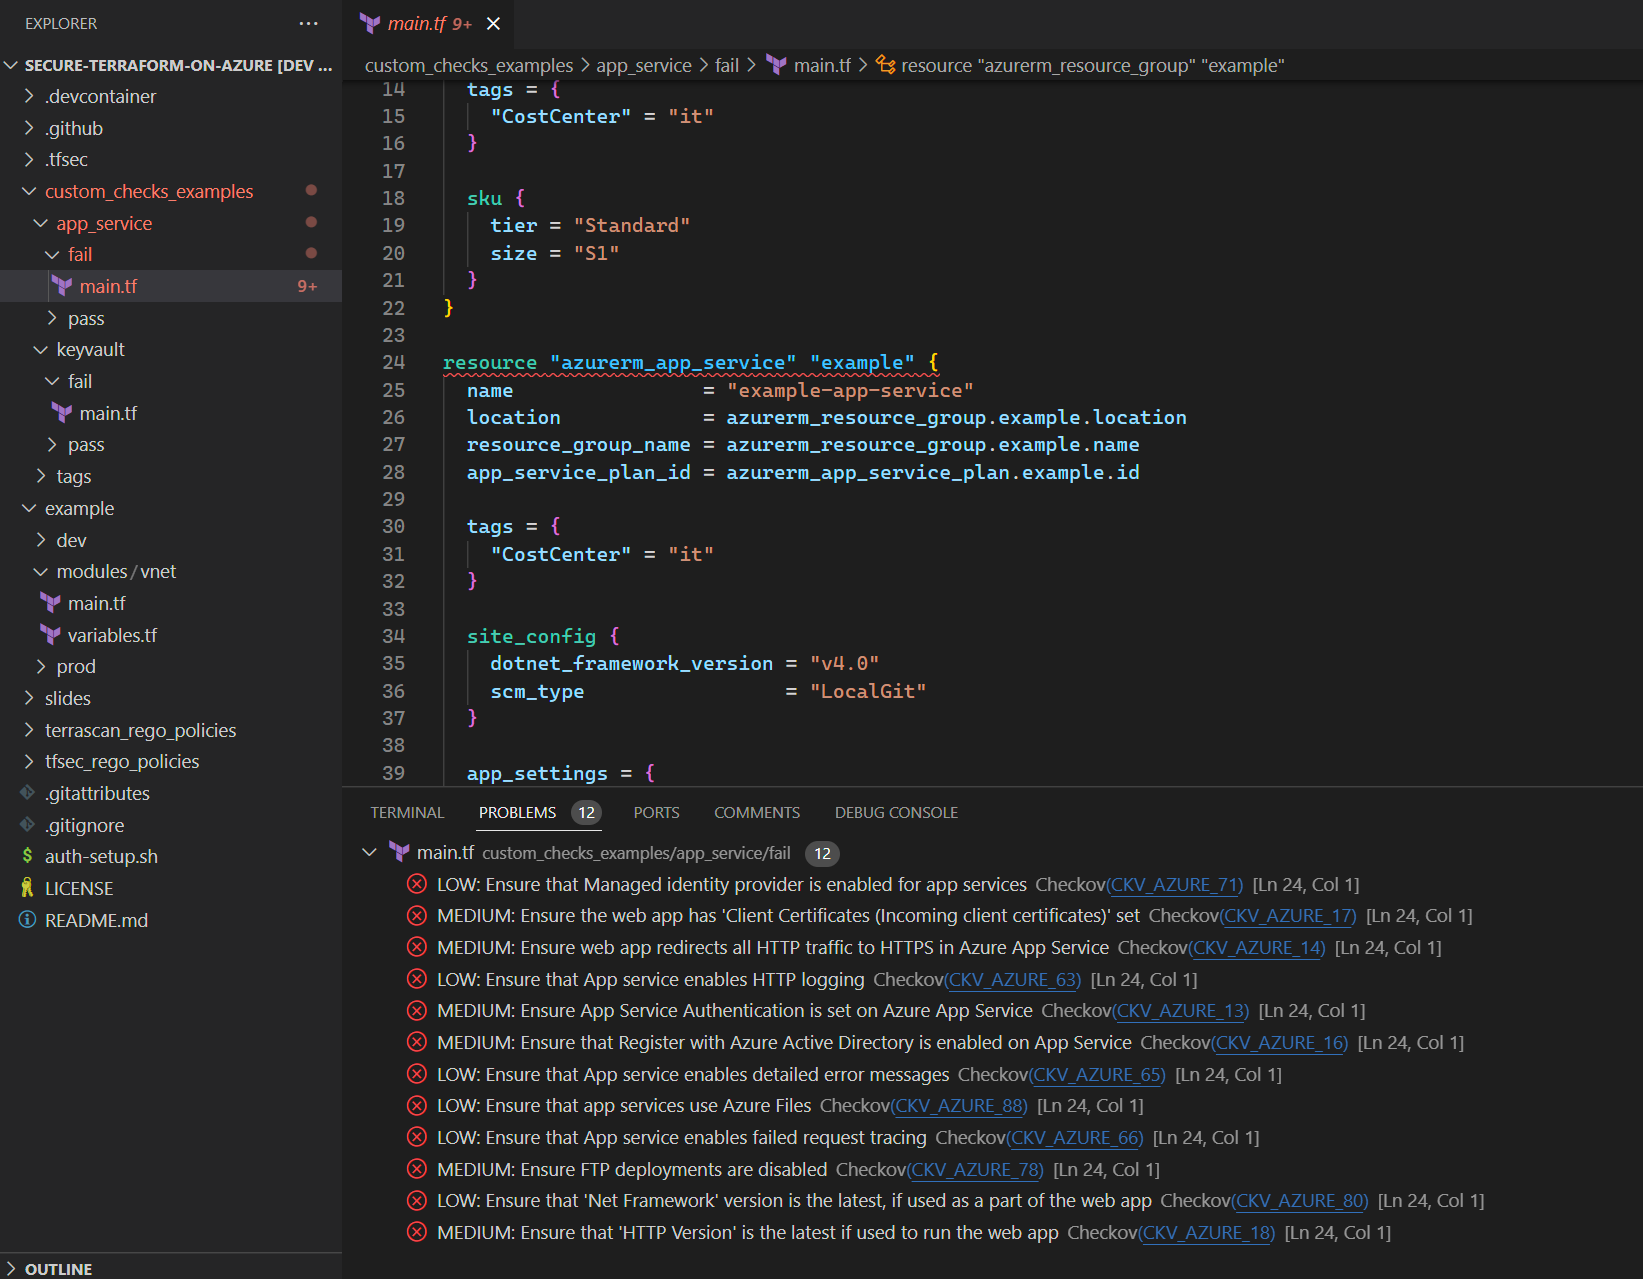 EXPLORER
SECURE-TERRAFORM-ON-AZURE [DEV ...
.devcontainer
.github
.tfsec
custom_checks_examples
app_service
fail
main.tf 9+
pass
keyvault
fail
main.tf
pass
tags
example
dev
modules/vnet
main.tf
variables.tf
prod
slides
terrascan_rego_policies
tfsec_rego_policies
.gitattributes
.gitignore
auth-setup.sh
LICENSE
README.md
OUTLINE
main.tf 9+
custom_checks_examples > app_service > fail > main.tf > resource "azurerm_resource_group" "example"
14 tags = {
15 "CostCenter" = "it"
16 }
17
18 sku {
19 tier = "Standard"
20 size = "S1"
21 }
22 }
23
24 resource "azurerm_app_service" "example" {
25 name = "example-app-service"
26 location = azurerm_resource_group.example.location
27 resource_group_name = azurerm_resource_group.example.name
28 app_service_plan_id = azurerm_app_service_plan.example.id
29
30 tags = {
31 "CostCenter" = "it"
32 }
33
34 site_config {
35 dotnet_framework_version = "v4.0"
36 scm_type = "LocalGit"
37 }
38
39 app_settings = {
TERMINAL PROBLEMS 12 PORTS COMMENTS DEBUG CONSOLE
main.tf custom_checks_examples/app_service/fail 12
LOW: Ensure that Managed identity provider is enabled for app services Checkov(CKV_AZURE_71) [Ln 24, Col 1]
MEDIUM: Ensure the web app has 'Client Certificates (Incoming client certificates)' set Checkov(CKV_AZURE_17) [Ln 24, Col 1]
MEDIUM: Ensure web app redirects all HTTP traffic to HTTPS in Azure App Service Checkov(CKV_AZURE_14) [Ln 24, Col 1]
LOW: Ensure that App service enables HTTP logging Checkov(CKV_AZURE_63) [Ln 24, Col 1]
MEDIUM: Ensure App Service Authentication is set on Azure App Service Checkov(CKV_AZURE_13) [Ln 24, Col 1]
MEDIUM: Ensure that Register with Azure Active Directory is enabled on App Service Checkov(CKV_AZURE_16) [Ln 24, Col 1]
LOW: Ensure that App service enables detailed error messages Checkov(CKV_AZURE_65) [Ln 24, Col 1]
LOW: Ensure that app services use Azure Files Checkov(CKV_AZURE_88) [Ln 24, Col 1]
LOW: Ensure that App service enables failed request tracing Checkov(CKV_AZURE_66) [Ln 24, Col 1]
MEDIUM: Ensure FTP deployments are disabled Checkov(CKV_AZURE_78) [Ln 24, Col 1]
LOW: Ensure that 'Net Framework' version is the latest, if used as a part of the web app Checkov(CKV_AZURE_80) [Ln 24, Col 1]
MEDIUM: Ensure that 'HTTP Version' is the latest if used to run the web app Checkov(CKV_AZURE_18) [Ln 24, Col 1]